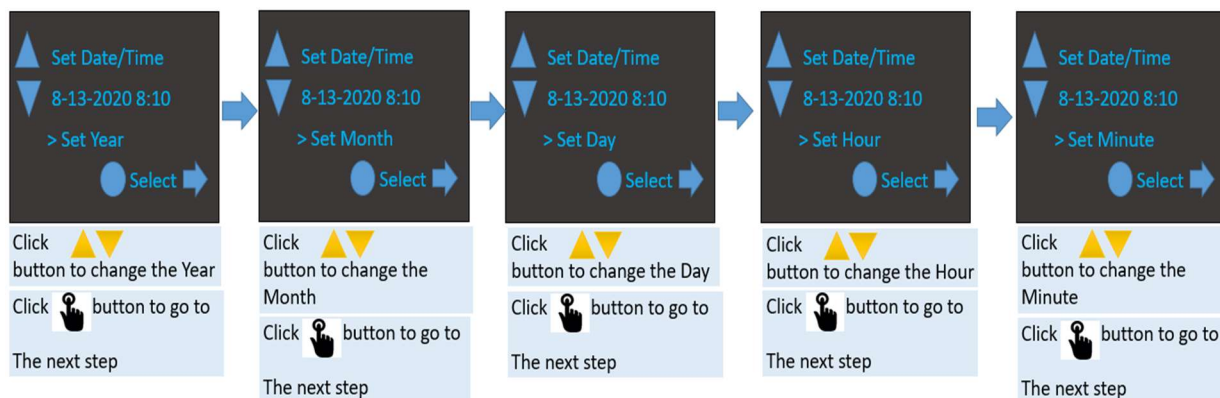 Set Date/Time
8-13-2020 8:10
> Set Year
Select
Click
button to change the Year
Click button to go to
The next step
Set Date/Time
8-13-2020 8:10
> Set Month
Select
Click
button to change the
Month
Click button to go to
The next step
Set Date/Time
8-13-2020 8:10
> Set Day
Select
Click
button to change the Day
Click button to go to
The next step
Set Date/Time
8-13-2020 8:10
> Set Hour
Select
Click
button to change the Hour
Click button to go to
The next step
Set Date/Time
8-13-2020 8:10
> Set Minute
Select
Click
button to change the
Minute
Click button to go to
The next step